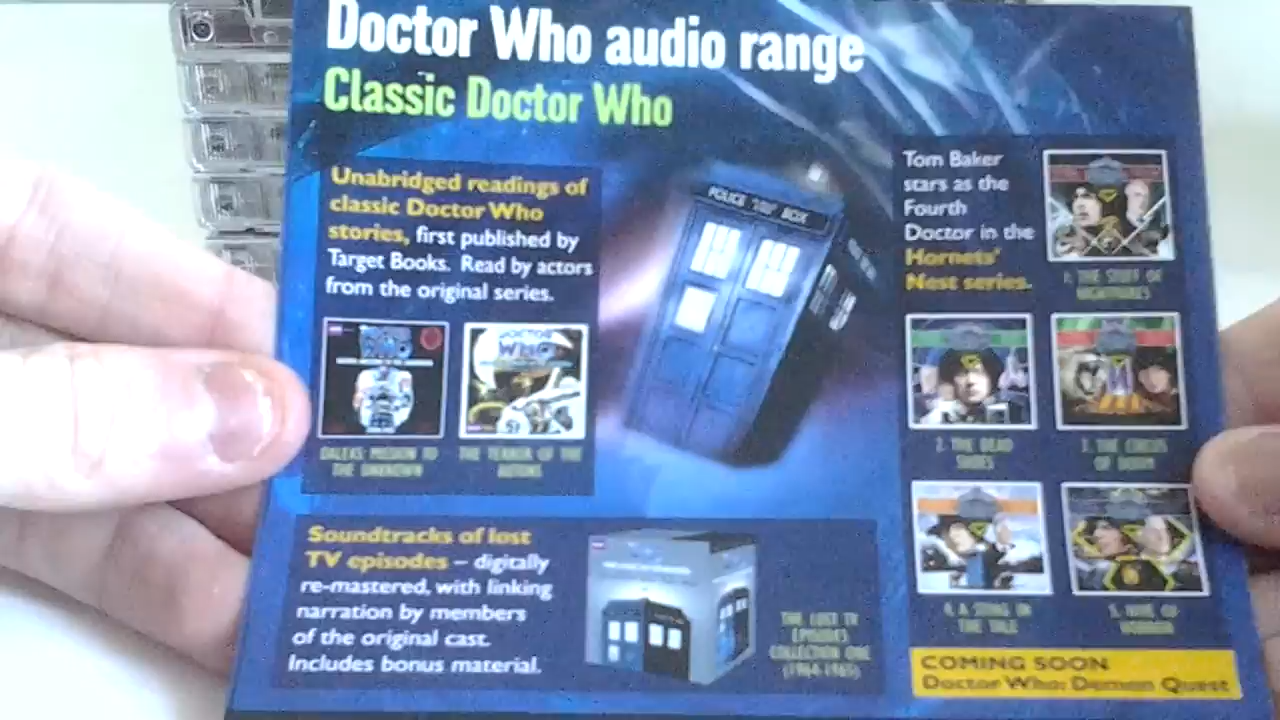 Doctor Who audio range
Classic Doctor Who
Unabridged readings of
classic Doctor Who
stories, first published by
Target Books. Read by actors
from the original series.
DALEKS: MISSION TO
THE UNKNOWN
DOCTOR
WHO
THE TERROR OF THE
AUTONS
POLICE BOX
Soundtracks of lost
TV episodes – digitally
re-mastered, with linking
narration by members
of the original cast.
Includes bonus material.
THE LOST TV
EPISODES
COLLECTION ONE
(1964-1965)
Tom Baker
stars as the
Fourth
Doctor in the
Hornets'
Nest series.
1. THE STUFF OF
NIGHTMARES
2. THE DEAD
SHOES
3. THE CIRCUS
OF DOOM
4. A STING IN
THE TALE
5. HIVE OF
HORROR
COMING SOON
Doctor Who: Demon Quest